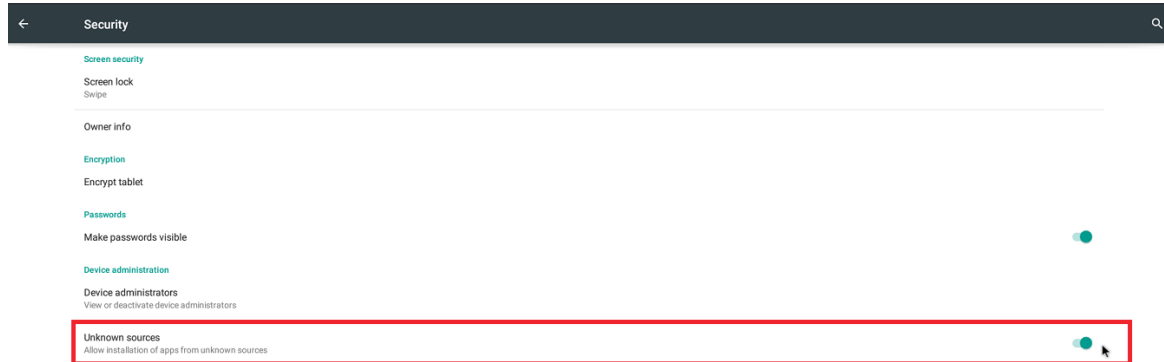 Security
Screen security
Screen lock
Swipe
Owner info
Encryption
Encrypt tablet
Passwords
Make passwords visible
Device administration
Device administrators
View or deactivate device administrators
Unknown sources
Allow installation of apps from unknown sources